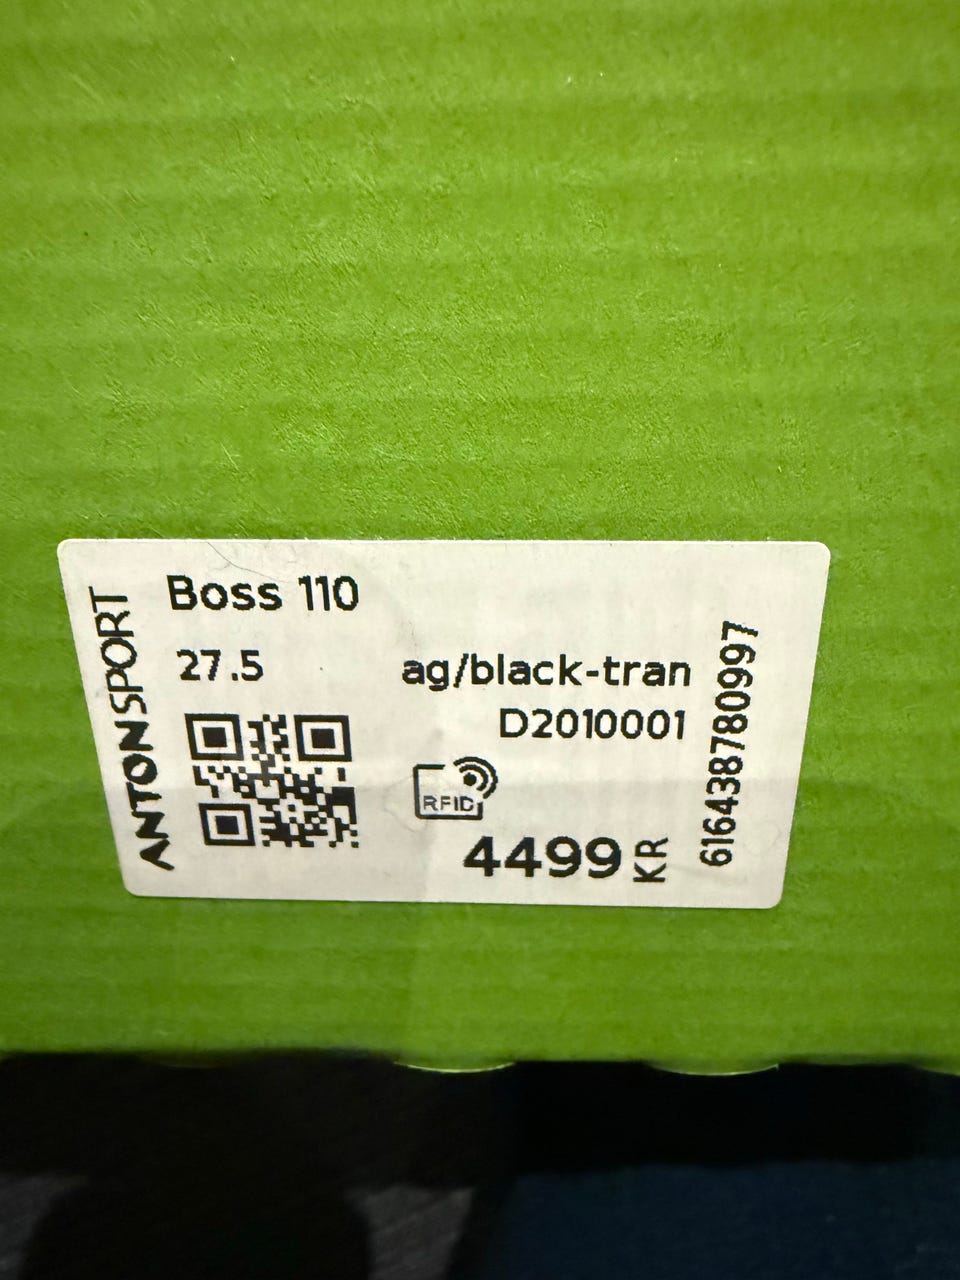 ANTONSPORT
Boss 110
27.5 ag/black-tran
D2010001
RFID
4499 KR
616438780997